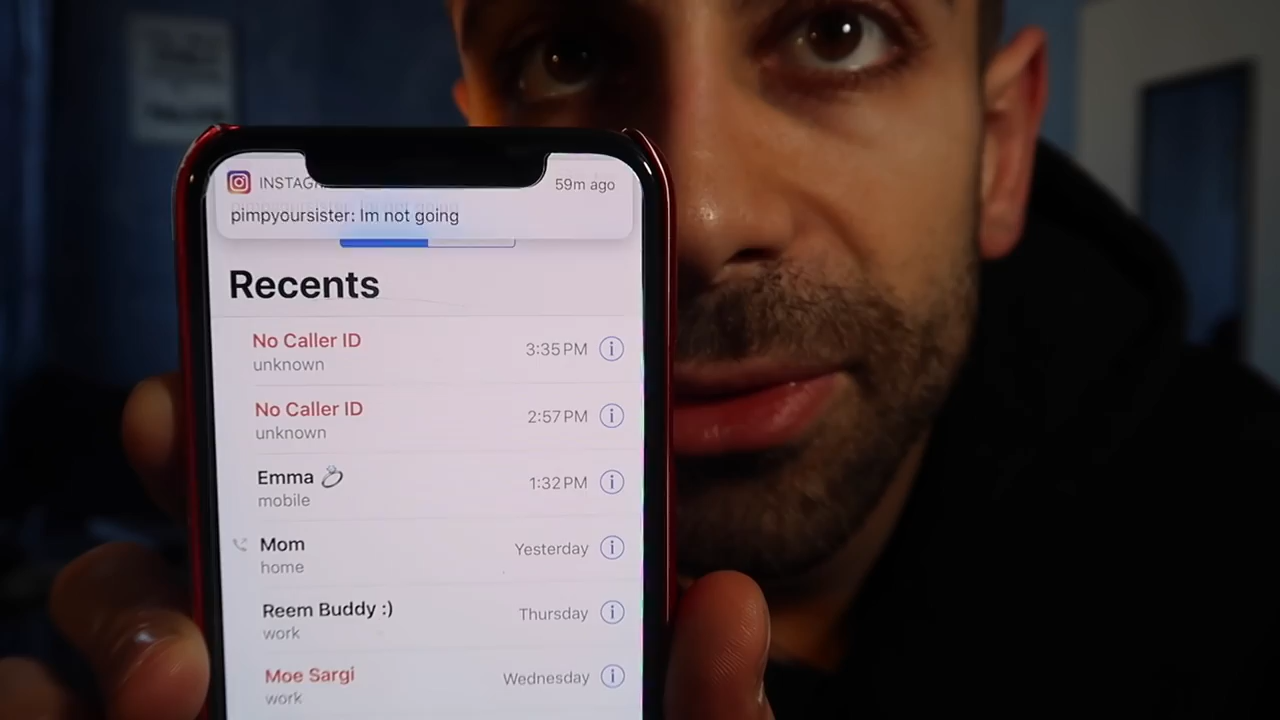 INSTAG
59m ago
pimpyoursister: Im not going
Recents
No Caller ID
unknown
3:35 PM
No Caller ID
unknown
2:57 PM
Emma 💍
mobile
1:32 PM
Mom
home
Yesterday
Reem Buddy :)
work
Thursday
Moe Sargi
work
Wednesday